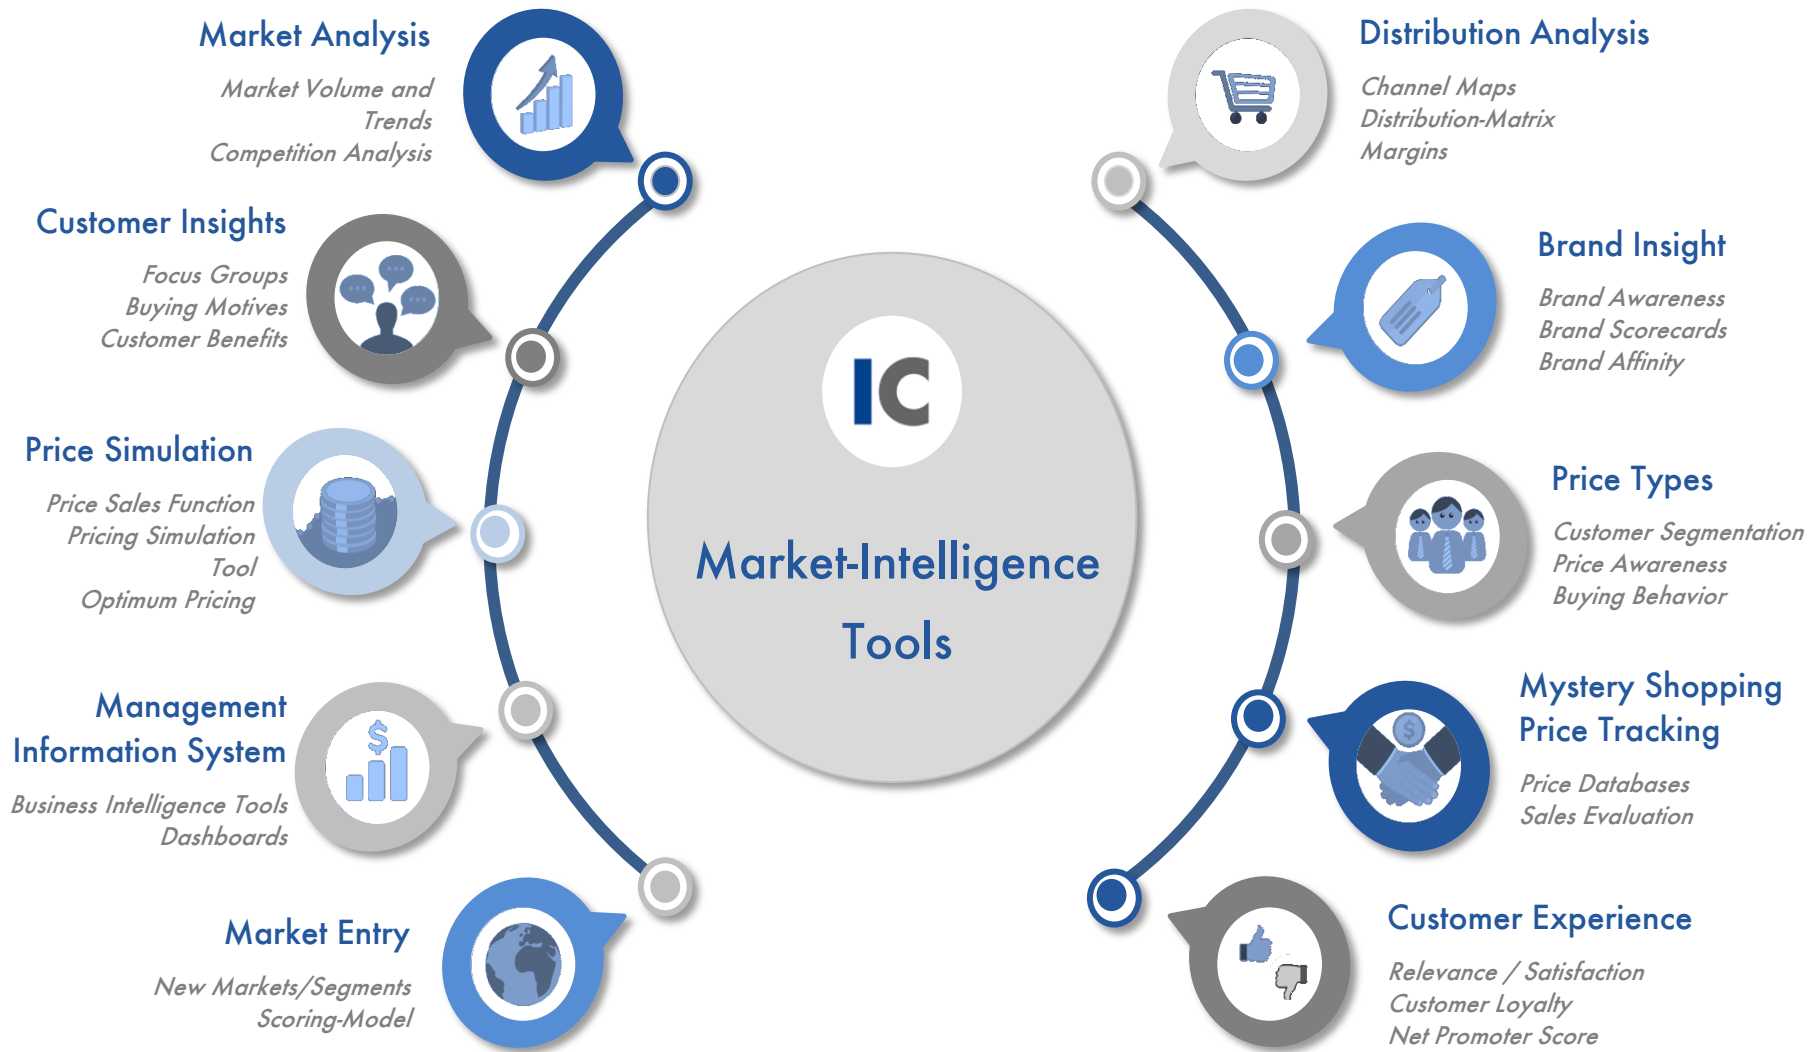 Market Analysis
Market Volume and
Trends
Competition Analysis
Customer Insights
Focus Groups
Buying Motives
Customer Benefits
Price Simulation
Price Sales Function
Pricing Simulation
Tool
Optimum Pricing
Management
Information System
Business Intelligence Tools
Dashboards
$
Market Entry
New Markets/Segments
Scoring-Model
IC
Market-Intelligence
Tools
Distribution Analysis
Channel Maps
Distribution-Matrix
Margins
Brand Insight
Brand Awareness
Brand Scorecards
Brand Affinity
Price Types
Customer Segmentation
Price Awareness
Buying Behavior
Mystery Shopping
Price Tracking
Price Databases
Sales Evaluation
$
Customer Experience
Relevance / Satisfaction
Customer Loyalty
Net Promoter Score